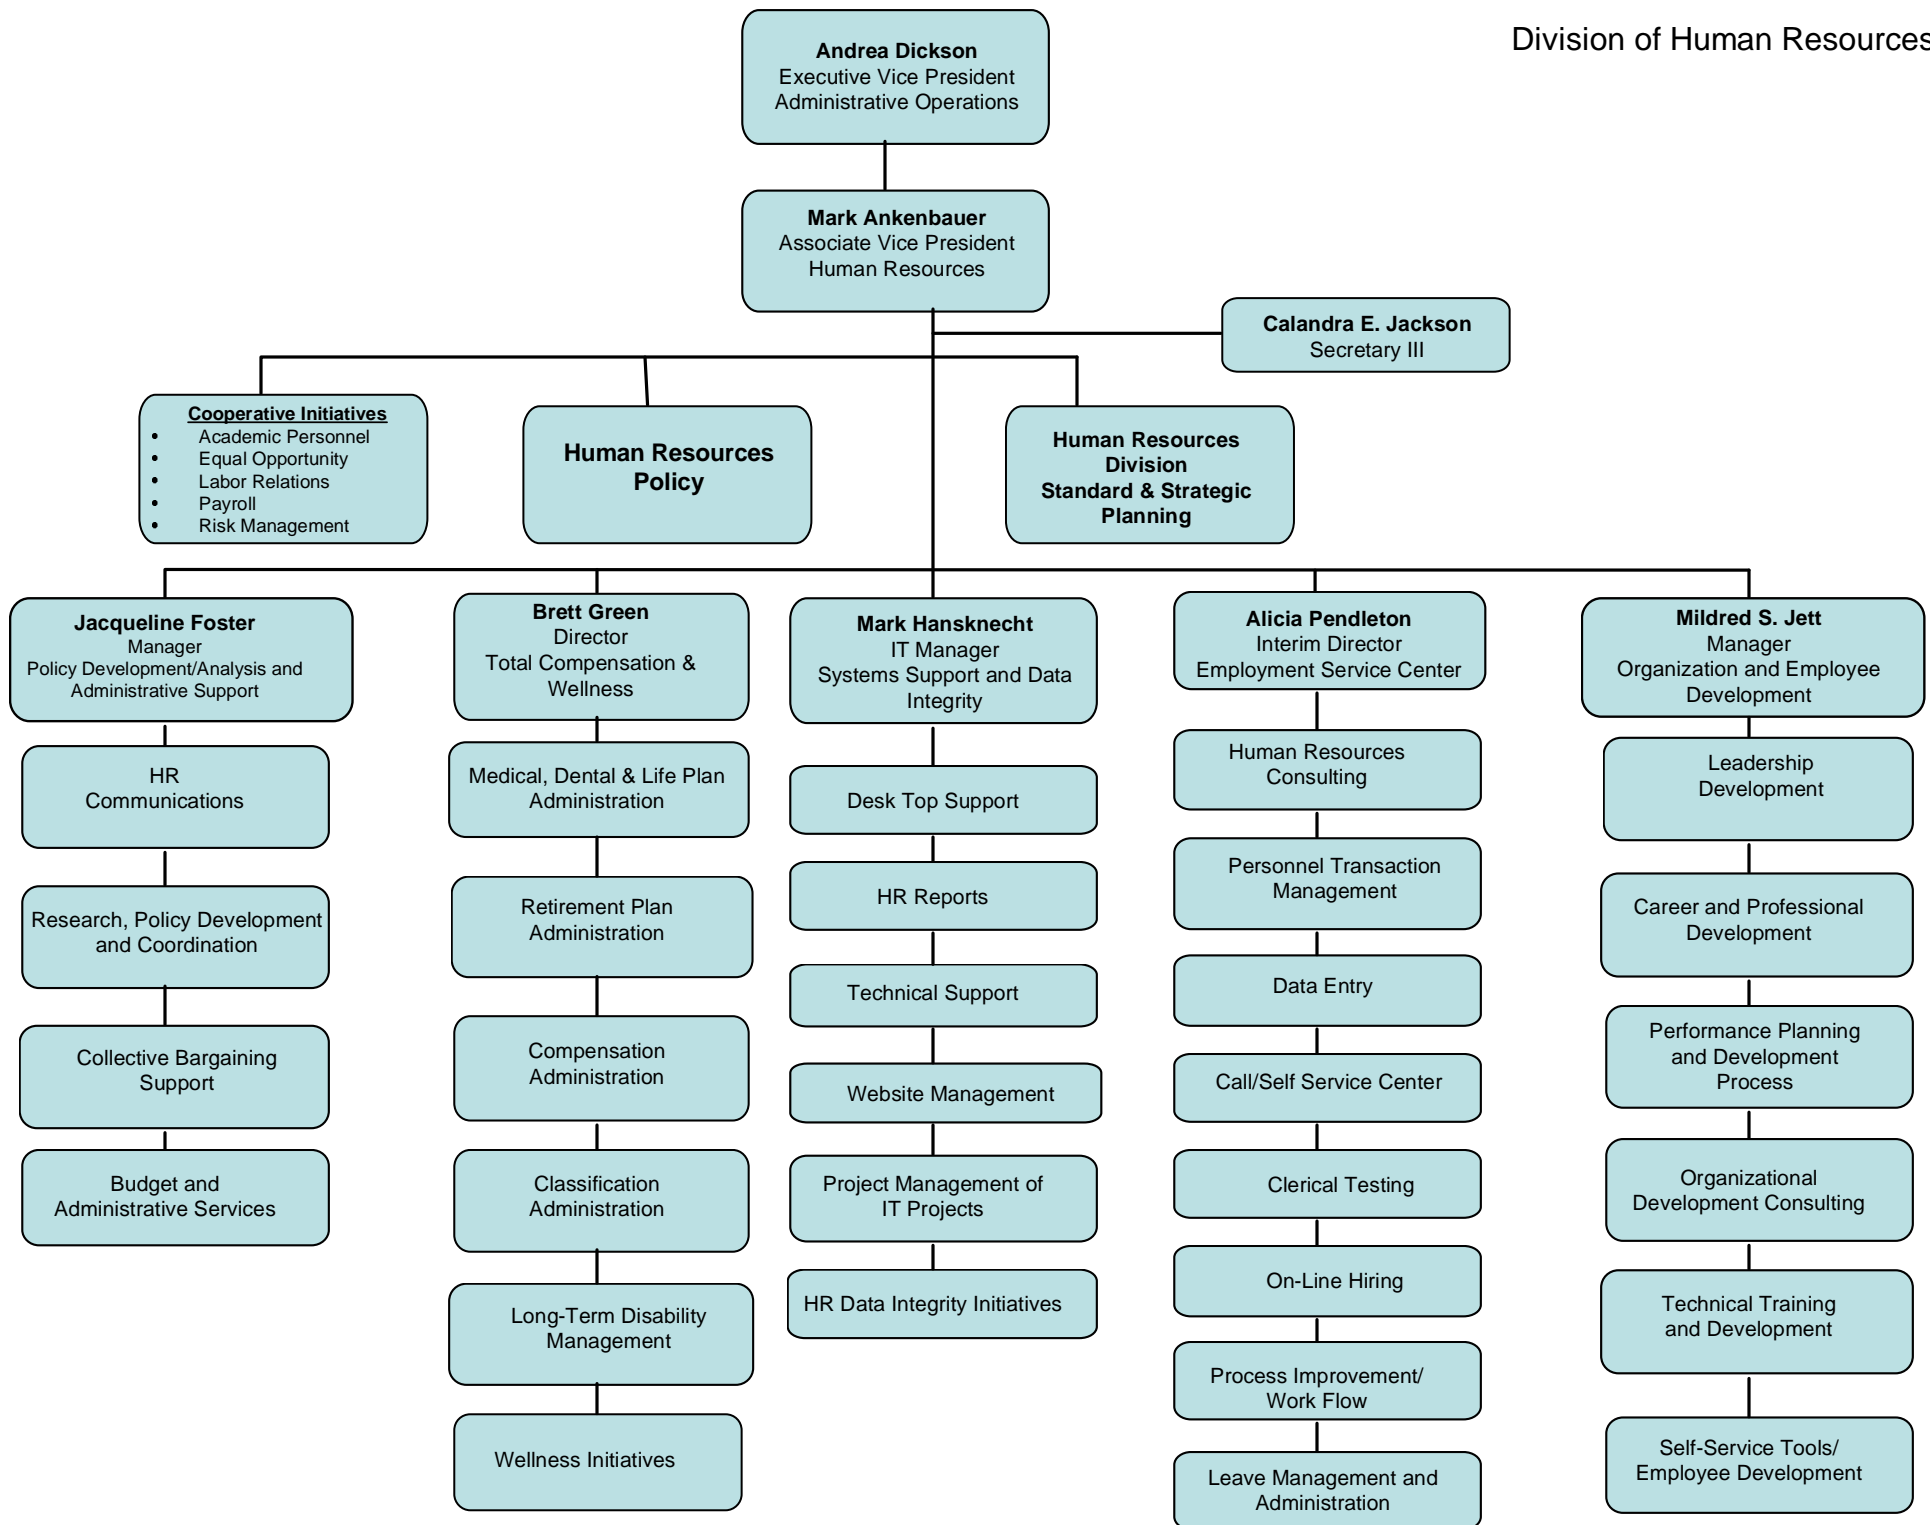 Division of Human Resources
Andrea Dickson
Executive Vice President
Administrative Operations
Mark Ankenbauer
Associate Vice President
Human Resources
Calandra E. Jackson
Secretary III
Cooperative Initiatives
• Academic Personnel
• Equal Opportunity
• Labor Relations
• Payroll
• Risk Management
Human Resources
Policy
Human Resources
Division
Standard & Strategic
Planning
Jacqueline Foster
Manager
Policy Development/Analysis and
Administrative Support
HR
Communications
Research, Policy Development
and Coordination
Collective Bargaining
Support
Budget and
Administrative Services
Brett Green
Director
Total Compensation &
Wellness
Medical, Dental & Life Plan
Administration
Retirement Plan
Administration
Compensation
Administration
Classification
Administration
Long-Term Disability
Management
Wellness Initiatives
Mark Hansknecht
IT Manager
Systems Support and Data
Integrity
Desk Top Support
HR Reports
Technical Support
Website Management
Project Management of
IT Projects
HR Data Integrity Initiatives
Alicia Pendleton
Interim Director
Employment Service Center
Human Resources
Consulting
Personnel Transaction
Management
Data Entry
Call/Self Service Center
Clerical Testing
On-Line Hiring
Process Improvement/
Work Flow
Leave Management and
Administration
Mildred S. Jett
Manager
Organization and Employee
Development
Leadership
Development
Career and Professional
Development
Performance Planning
and Development
Process
Organizational
Development Consulting
Technical Training
and Development
Self-Service Tools/
Employee Development